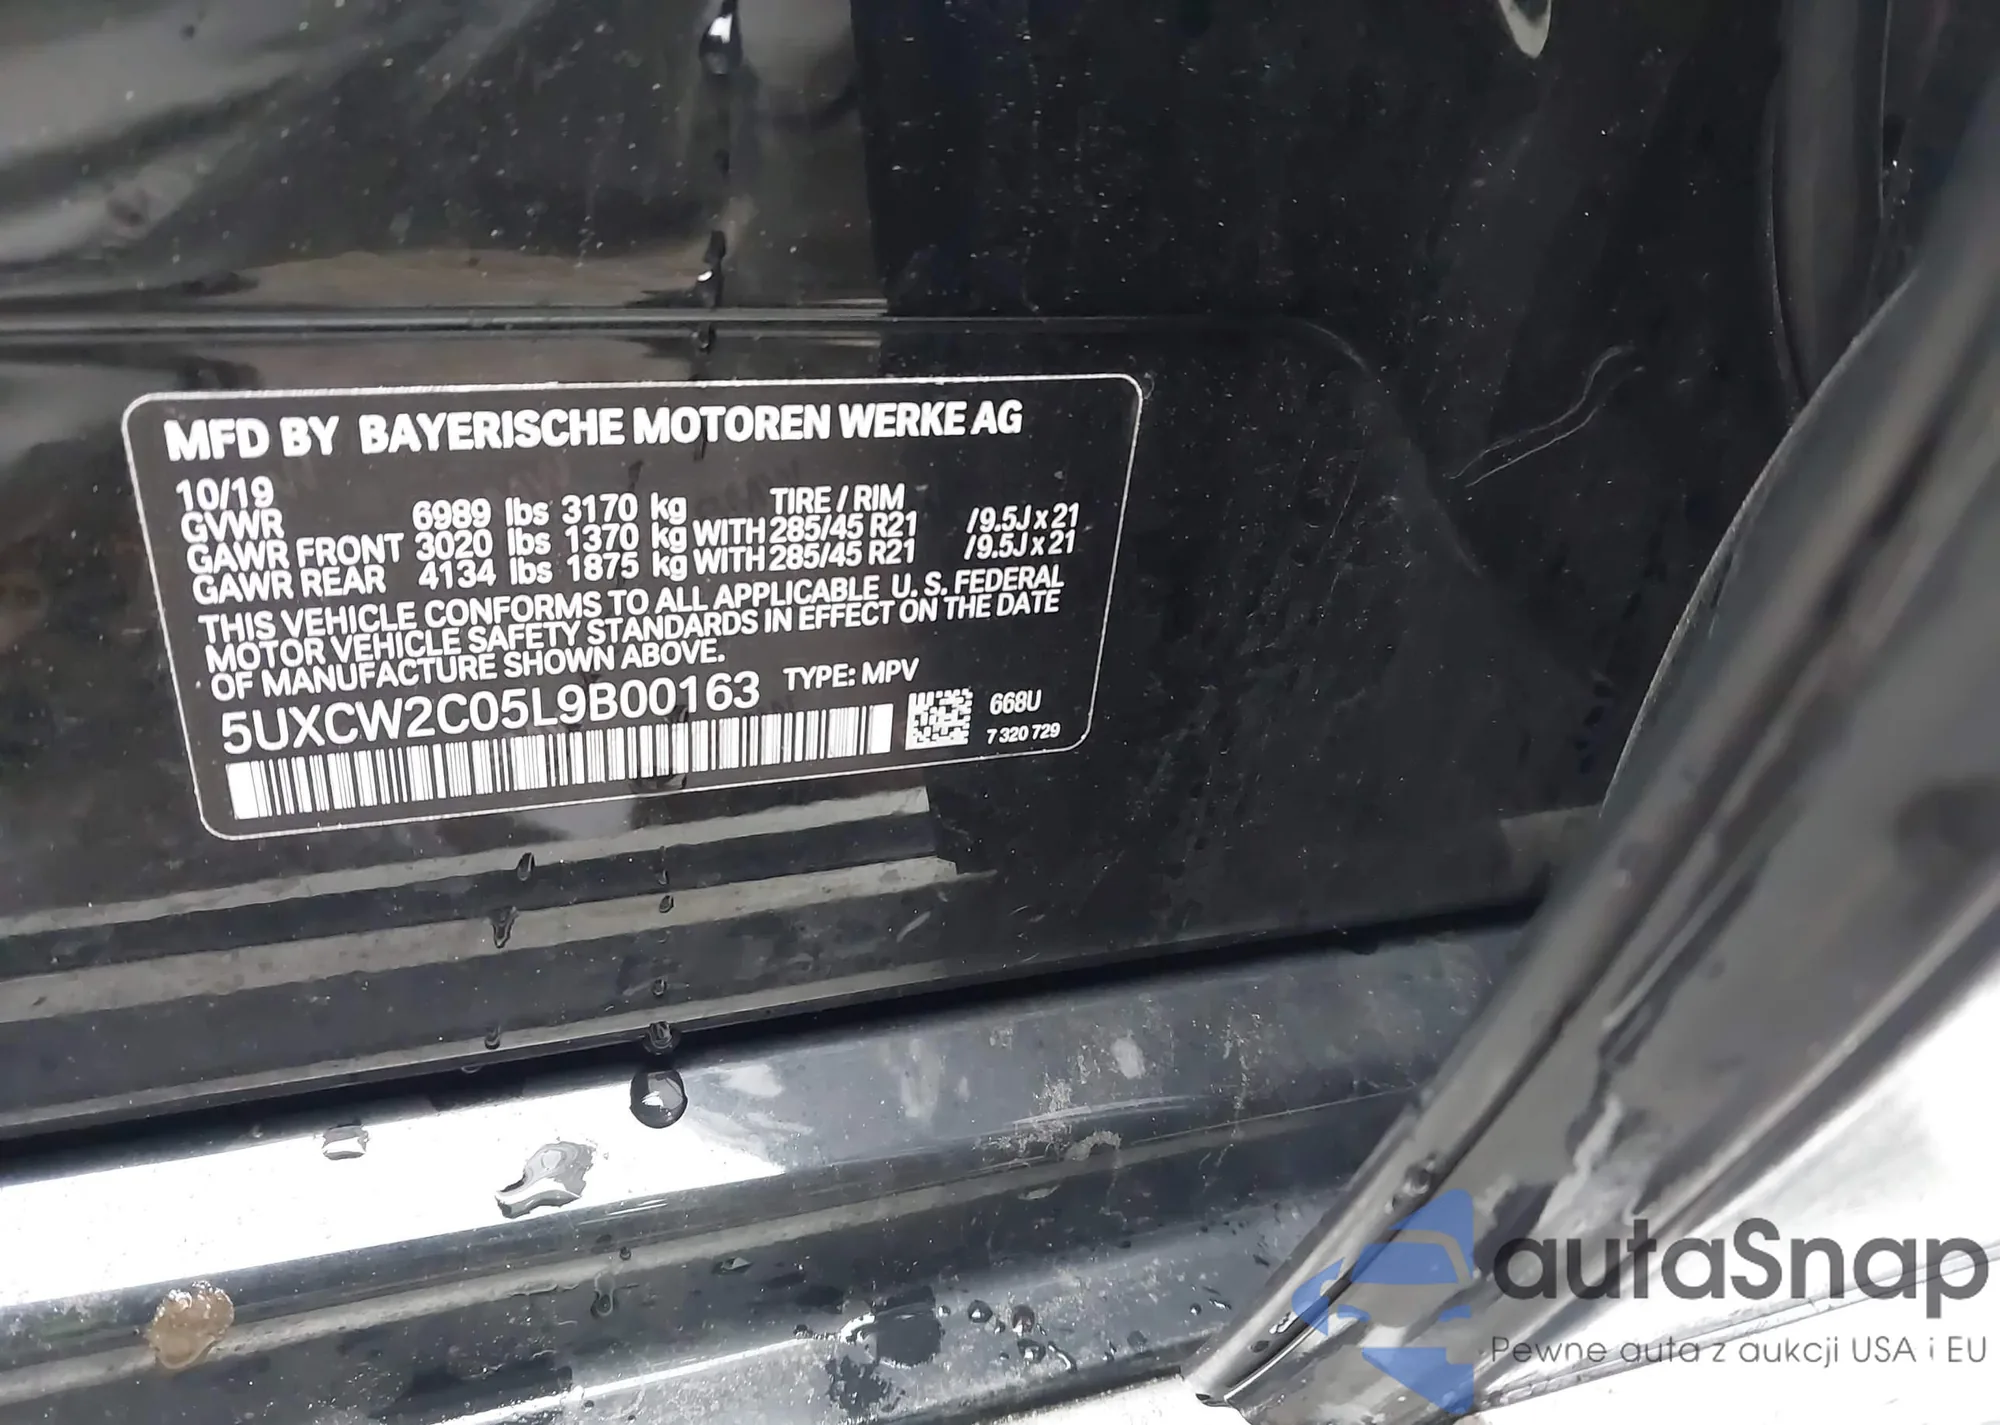 MFD BY BAYERISCHE MOTOREN WERKE AG
10/19 TIRE / RIM
GVWR 6989 lbs 3170 kg
GAWR FRONT 3020 lbs 1370 kg WITH 285/45 R21 /9.5J x 21
GAWR REAR 4134 lbs 1875 kg WITH 285/45 R21 /9.5J x 21
THIS VEHICLE CONFORMS TO ALL APPLICABLE U. S. FEDERAL
MOTOR VEHICLE SAFETY STANDARDS IN EFFECT ON THE DATE
OF MANUFACTURE SHOWN ABOVE.
5UXCW2C05L9B00163 TYPE: MPV
668U
7 320 729
autaSnap
Pewne auta z aukcji USA i EU